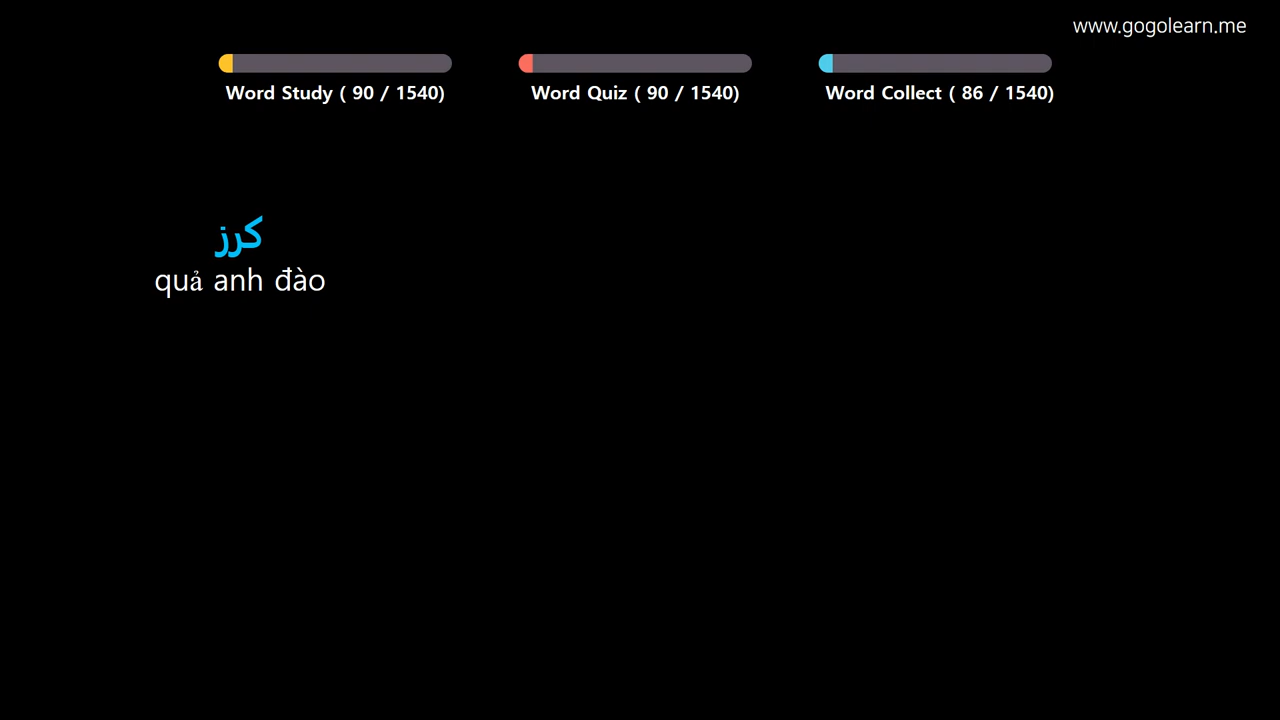 www.gogolearn.me
Word Study ( 90 / 1540)
Word Quiz ( 90 / 1540)
Word Collect ( 86 / 1540)
كرز
quả anh đào